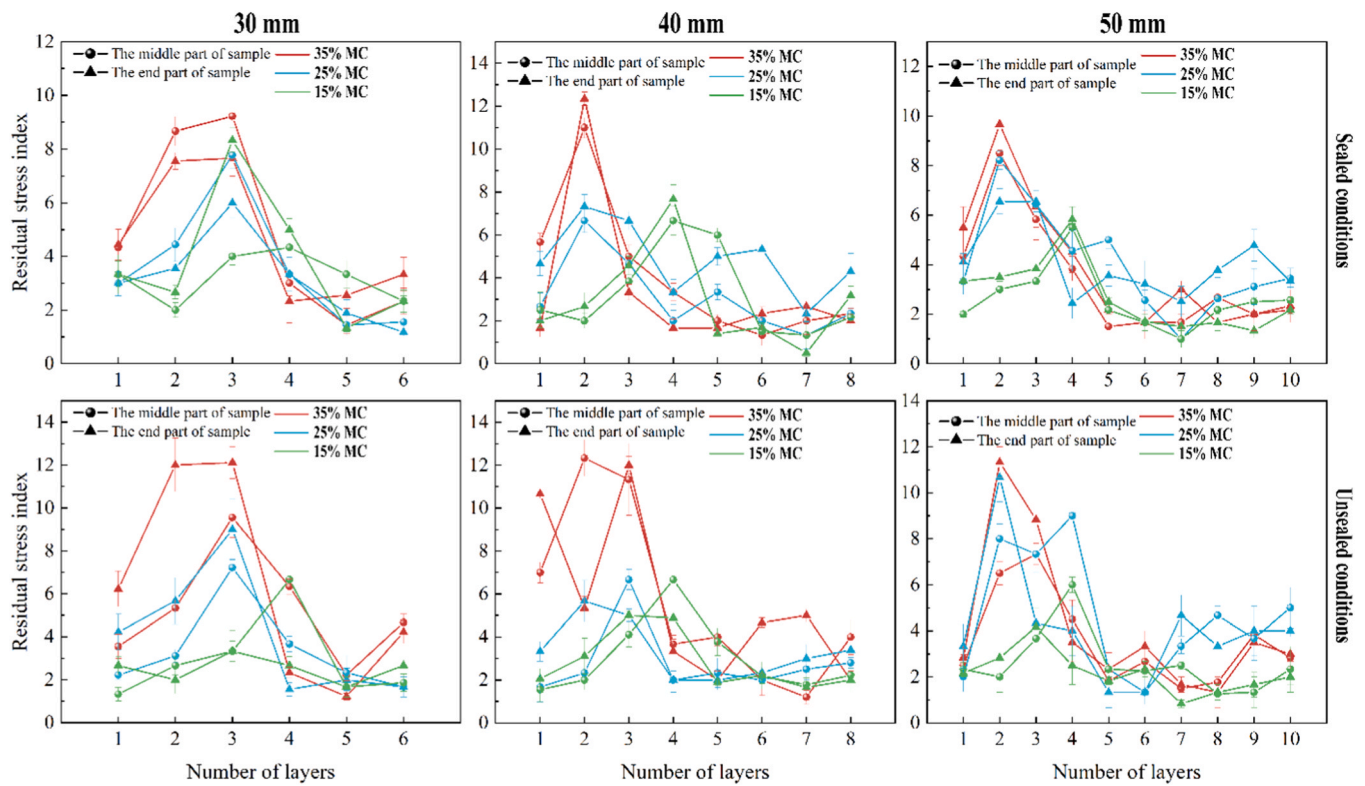 30 mm
40 mm
50 mm
12
10
8
6
4
2
0
Residual stress index
The middle part of sample
The end part of sample
35% MC
25% MC
15% MC
1 2 3 4 5 6
14
12
10
8
6
4
2
0
The middle part of sample
The end part of sample
35% MC
25% MC
15% MC
1 2 3 4 5 6 7 8
12
10
8
6
4
2
0
The middle part of sample
The end part of sample
35% MC
25% MC
15% MC
1 2 3 4 5 6 7 8 9 10
Sealed conditions
14
12
10
8
6
4
2
0
Residual stress index
The middle part of sample
The end part of sample
35% MC
25% MC
15% MC
1 2 3 4 5 6
Number of layers
14
12
10
8
6
4
2
0
The middle part of sample
The end part of sample
35% MC
25% MC
15% MC
1 2 3 4 5 6 7 8
Number of layers
14
12
10
8
6
4
2
0
The middle part of sample
The end part of sample
35% MC
25% MC
15% MC
1 2 3 4 5 6 7 8 9 10
Number of layers
Unsealed conditions